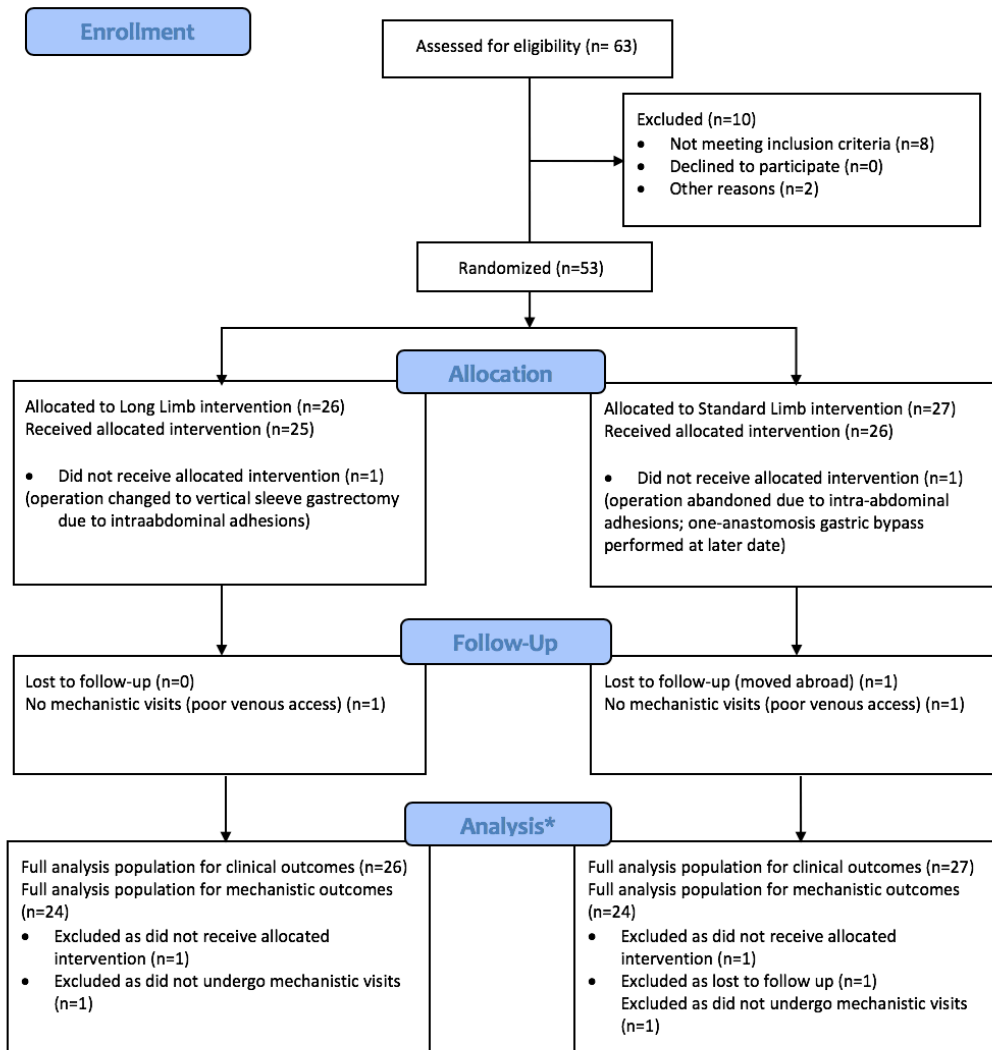 Enrollment
Assessed for eligibility (n= 63)
Excluded (n=10)
• Not meeting inclusion criteria (n=8)
• Declined to participate (n=0)
• Other reasons (n=2)
Randomized (n=53)
Allocation
Allocated to Long Limb intervention (n=26)
Received allocated intervention (n=25)
• Did not receive allocated intervention (n=1)
(operation changed to vertical sleeve gastrectomy
due to intraabdominal adhesions)
Allocated to Standard Limb intervention (n=27)
Received allocated intervention (n=26)
• Did not receive allocated intervention (n=1)
(operation abandoned due to intra-abdominal
adhesions; one-anastomosis gastric bypass
performed at later date)
Follow-Up
Lost to follow-up (n=0)
No mechanistic visits (poor venous access) (n=1)
Lost to follow-up (moved abroad) (n=1)
No mechanistic visits (poor venous access) (n=1)
Analysis*
Full analysis population for clinical outcomes (n=26)
Full analysis population for mechanistic outcomes
(n=24)
• Excluded as did not receive allocated
intervention (n=1)
• Excluded as did not undergo mechanistic visits
(n=1)
Full analysis population for clinical outcomes (n=27)
Full analysis population for mechanistic outcomes
(n=24)
• Excluded as did not receive allocated
intervention (n=1)
• Excluded as lost to follow up (n=1)
Excluded as did not undergo mechanistic visits
(n=1)